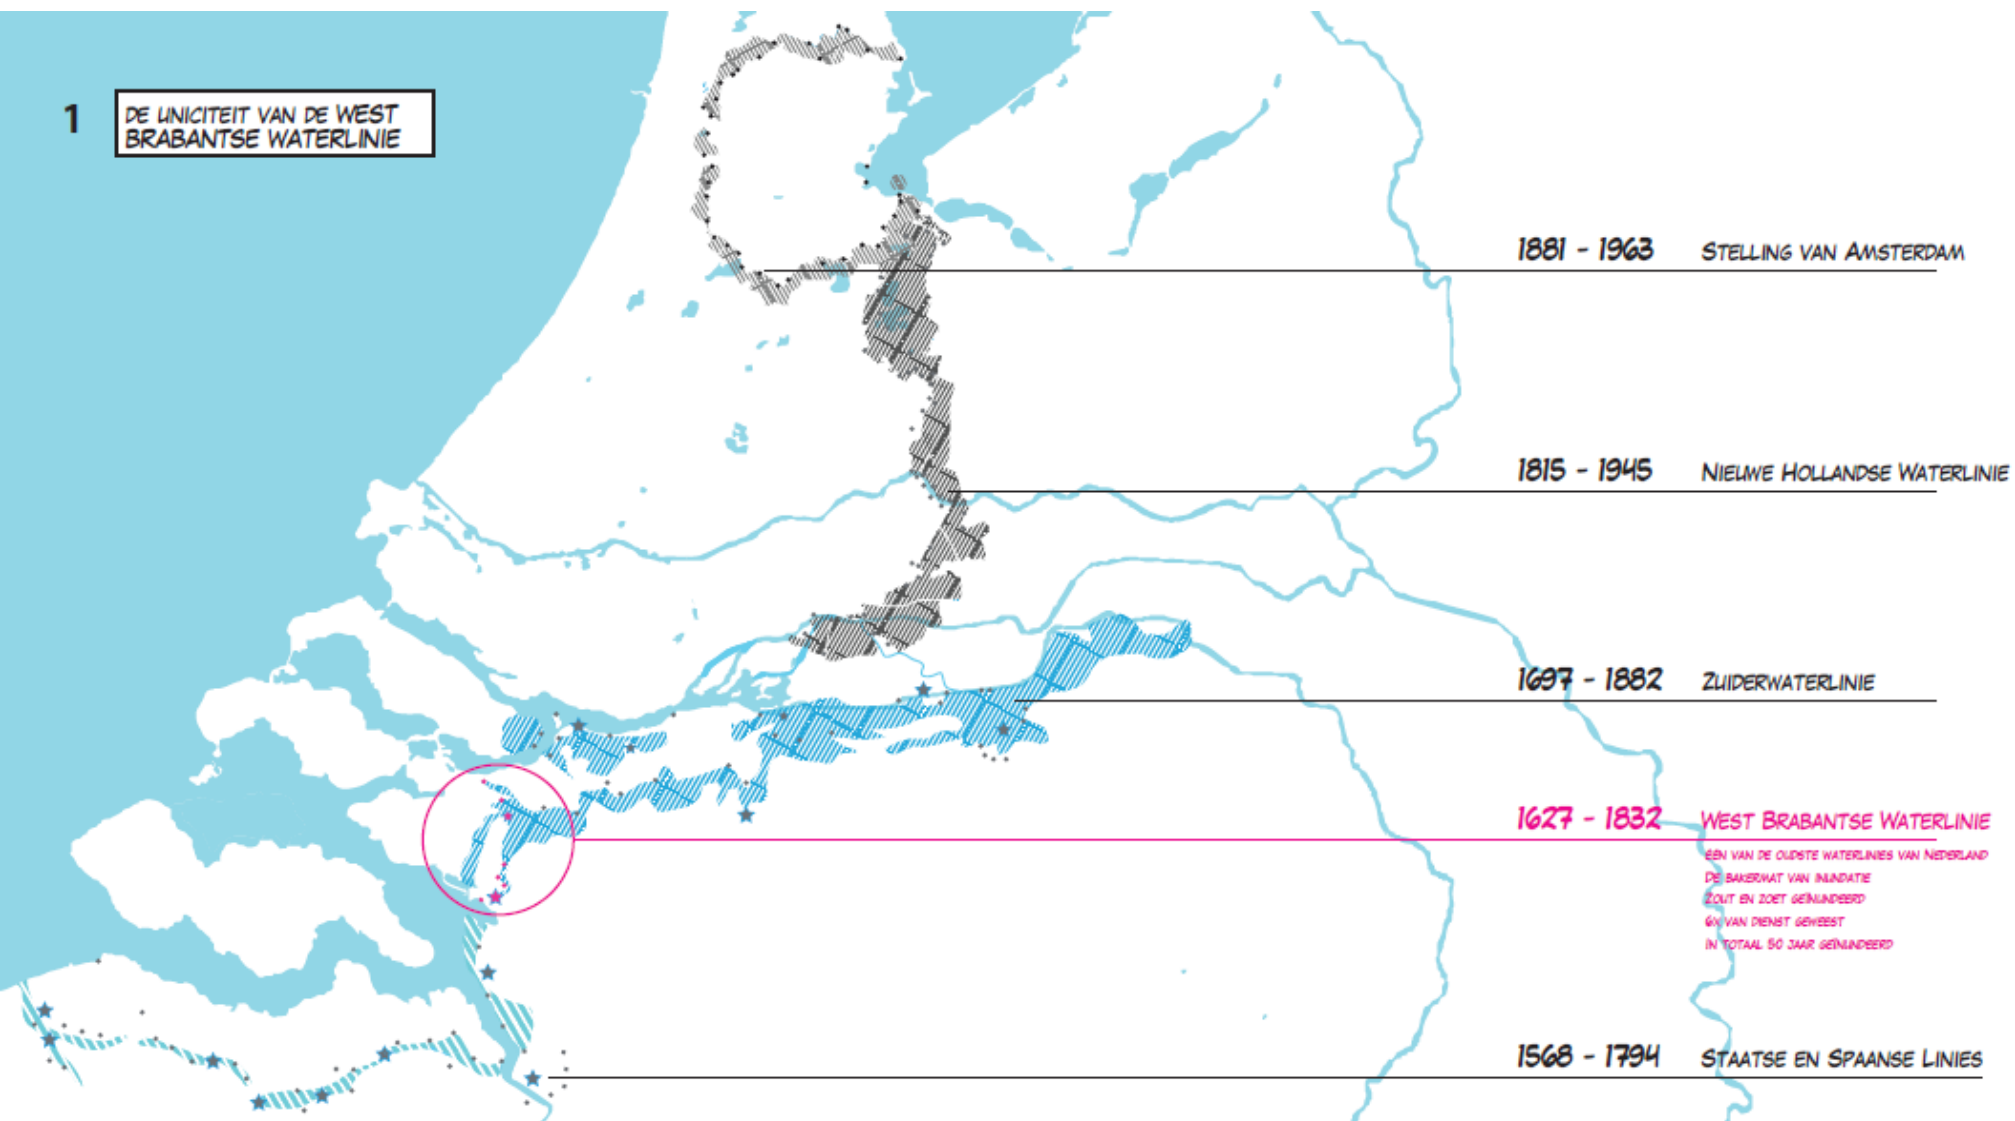 1
DE UNICITEIT VAN DE WEST
BRABANTSE WATERLINIE
1881 - 1963 STELLING VAN AMSTERDAM
1815 - 1945 NIEUWE HOLLANDSE WATERLINIE
1697 - 1882 ZUIDERWATERLINIE
1627 - 1832 WEST BRABANTSE WATERLINIE
EEN VAN DE OUDSTE WATERLINIES VAN NEDERLAND
DE BAKERMAT VAN INUNDATIE
ZOUT EN ZOET GEÏNUNDEERD
6X VAN DIENST GEWEEST
IN TOTAAL 50 JAAR GEÏNUNDEERD
1568 - 1794 STAATSE EN SPAANSE LINIES